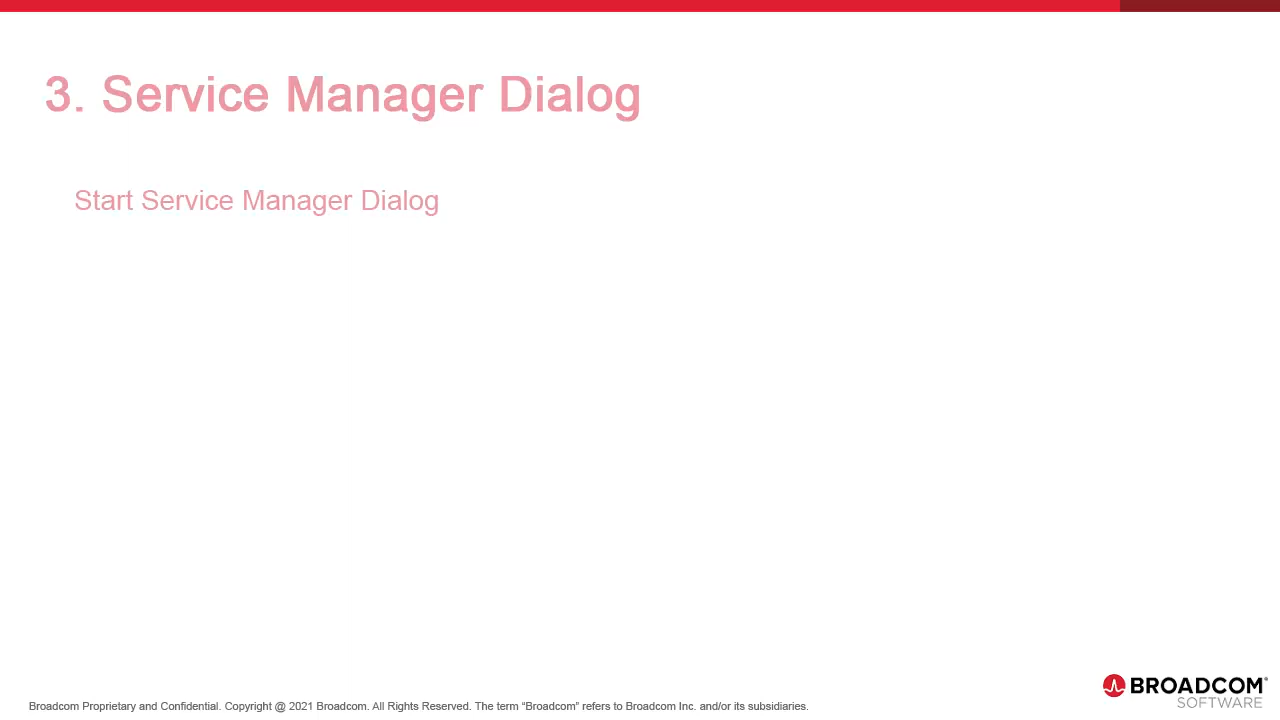 3. Service Manager Dialog
Start Service Manager Dialog
BROADCOM®
SOFTWARE
Broadcom Proprietary and Confidential. Copyright @ 2021 Broadcom. All Rights Reserved. The term “Broadcom” refers to Broadcom Inc. and/or its subsidiaries.